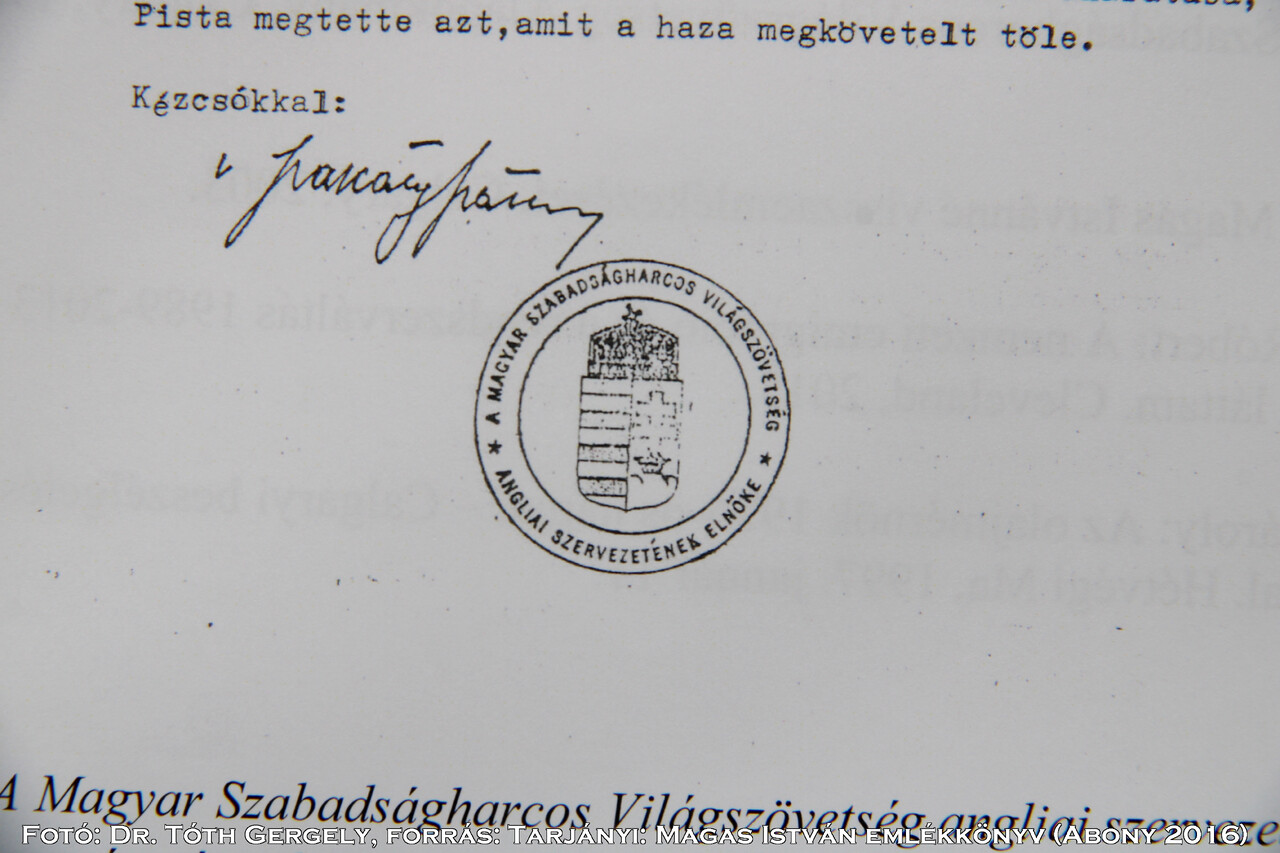 Pista megtette azt,amit a haza megkövetelt töle.
Kézcsókkal:
★ A MAGYAR SZABADSÁGHARCOS VILÁGSZÖVETSÉG ★
ANGLIAI SZERVEZETÉNEK ELNÖKE
A Magyar Szabadságharcos Világszövetség angliai
FOTÓ: DR. TÓTH GERGELY, FORRÁS: TARJÁNYI: MAGAS ISTVÁN EMLÉKKÖNYV (ABONY 2016)